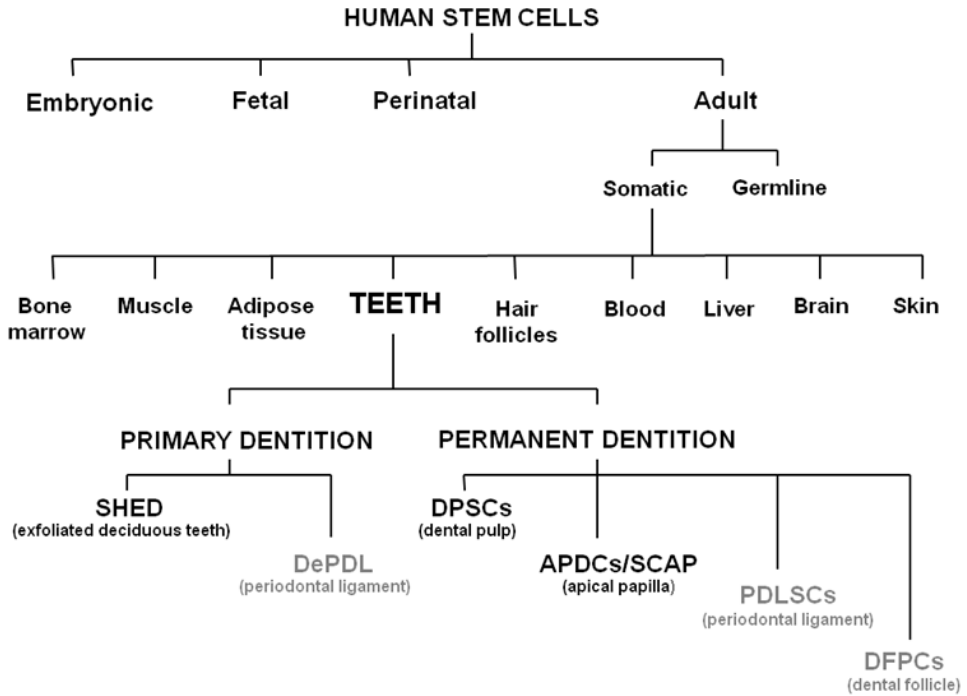 HUMAN STEM CELLS
Embryonic
Fetal
Perinatal
Adult
Somatic
Germline
Bone
marrow
Muscle
Adipose
tissue
TEETH
Hair
follicles
Blood
Liver
Brain
Skin
PRIMARY DENTITION
PERMANENT DENTITION
SHED
(exfoliated deciduous teeth)
DePDL
(periodontal ligament)
DPSCs
(dental pulp)
APDCs/SCAP
(apical papilla)
PDLSCs
(periodontal ligament)
DFPCs
(dental follicle)